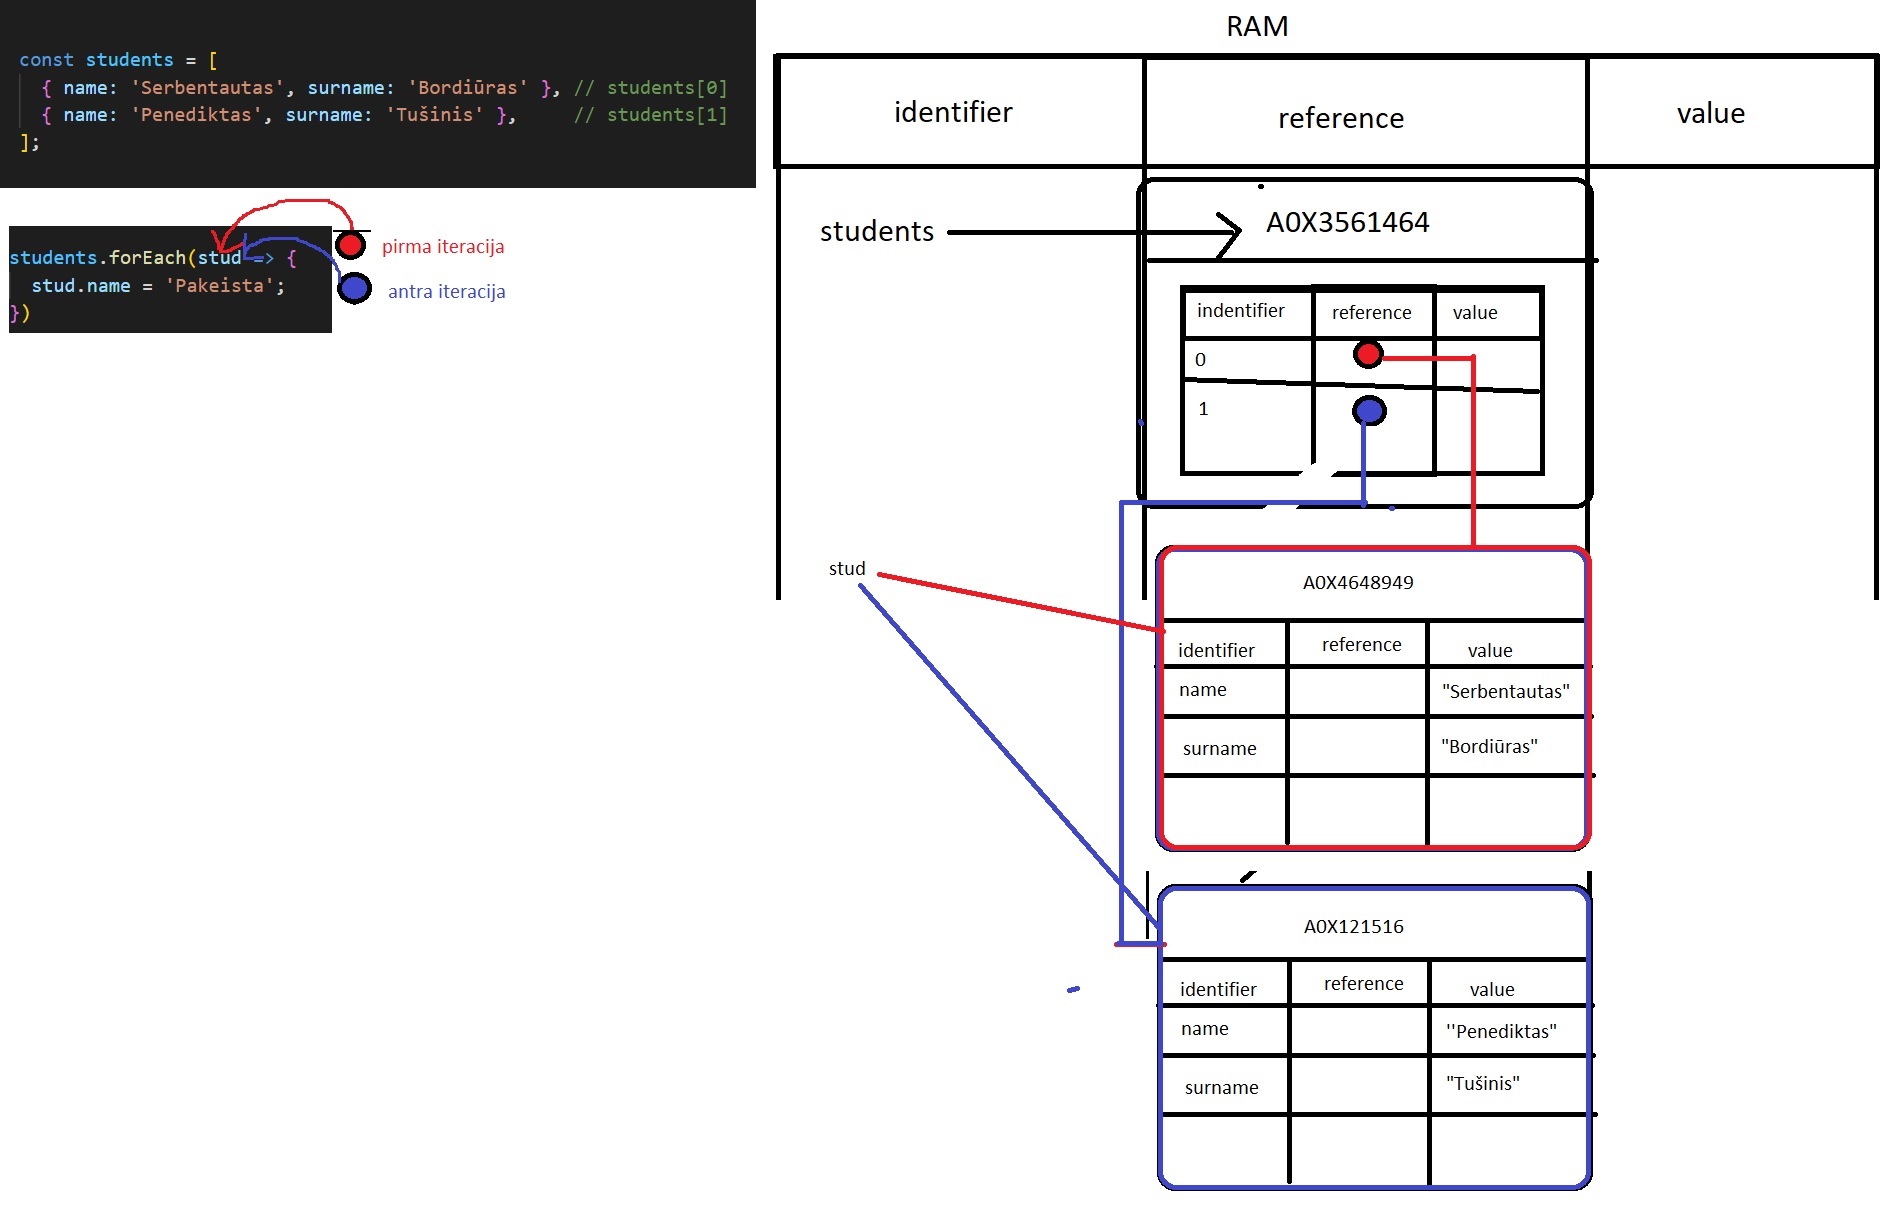 const students = [
{ name: 'Serbentautas', surname: 'Bordiūras' }, // students[0]
{ name: 'Penediktas', surname: 'Tušinis' }, // students[1]
];
students.forEach(stud => {
stud.name = 'Pakeista';
})
pirma iteracija
antra iteracija
RAM
identifier reference value
students A0X3561464
indentifier reference value
0
1
stud
A0X4648949
identifier reference value
name "Serbentautas"
surname "Bordiūras"
A0X121516
identifier reference value
name ''Penediktas"
surname "Tušinis"